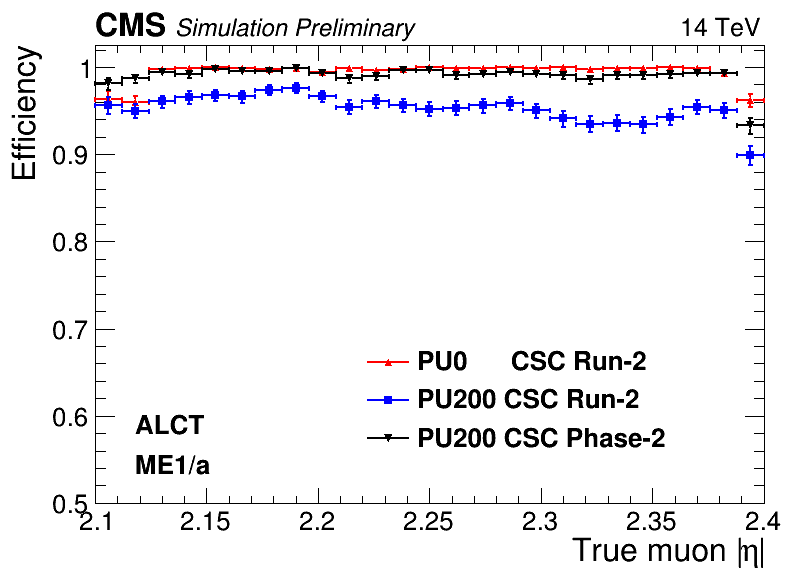 CMS Simulation Preliminary 14 TeV
Efficiency
1
0.9
0.8
0.7
0.6
0.5
PU0 CSC Run-2
PU200 CSC Run-2
PU200 CSC Phase-2
ALCT
ME1/a
2.1 2.15 2.2 2.25 2.3 2.35 2.4
True muon |η|